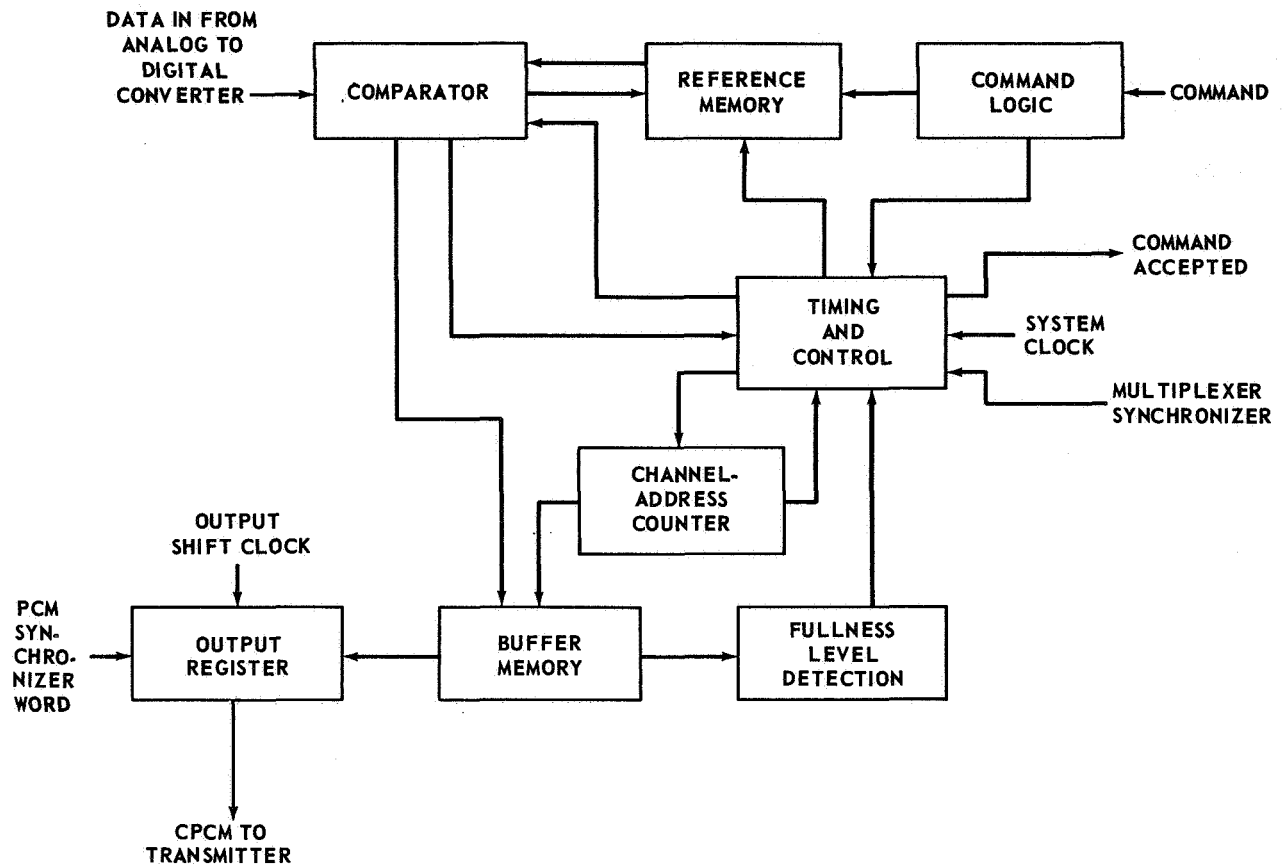 DATA IN FROM
ANALOG TO
DIGITAL
CONVERTER
COMPARATOR
REFERENCE
MEMORY
COMMAND
LOGIC
COMMAND
COMMAND
ACCEPTED
TIMING
AND
CONTROL
SYSTEM
CLOCK
MULTIPLEXER
SYNCHRONIZER
CHANNEL-
ADDRESS
COUNTER
OUTPUT
SHIFT CLOCK
PCM
SYN-
CHRO-
NIZER
WORD
OUTPUT
REGISTER
BUFFER
MEMORY
FULLNESS
LEVEL
DETECTION
CPCM TO
TRANSMITTER